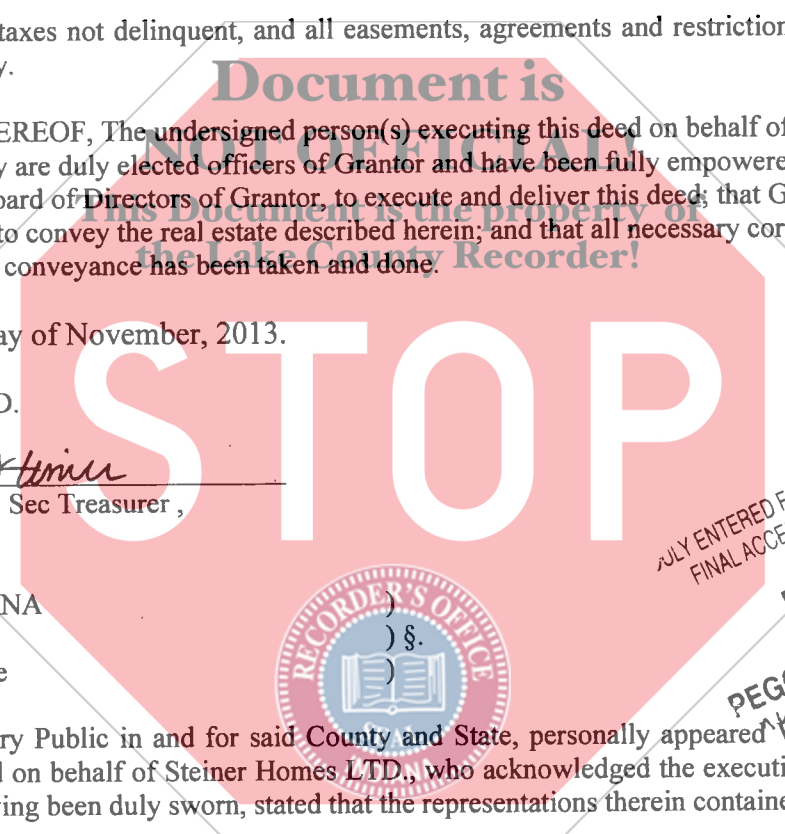 taxes not delinquent, and all easements, agreements and restriction
y.
Document is
EREOF, The undersigned person(s) executing this deed on behalf of
NOT OFFICIAL!
y are duly elected officers of Grantor and have been fully empowere
oard of Directors of Grantor, to execute and deliver this deed; that G
This Document is the property of
to convey the real estate described herein; and that all necessary cor
the Lake County Recorder!
conveyance has been taken and done.
ay of November, 2013.
STOP
D.
Sec Treasurer ,
ULY ENTERED F
FINAL ACCE
NA )
) §.
e )
RECORDER'S OFFICE
SEAL
INDIANA
PEG
ry Public in and for said County and State, personally appeared
d on behalf of Steiner Homes LTD., who acknowledged the executi
ving been duly sworn, stated that the representations therein containe